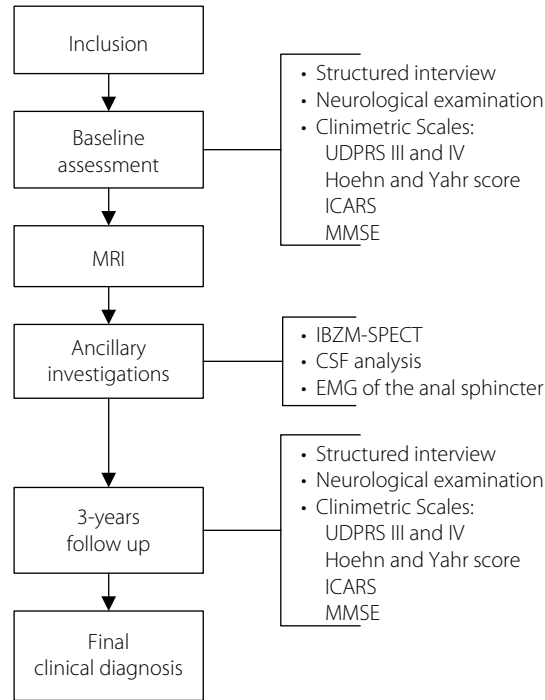 Inclusion
Baseline
assessment
• Structured interview
• Neurological examination
• Clinimetric Scales:
UDPRS III and IV
Hoehn and Yahr score
ICARS
MMSE
MRI
Ancillary
investigations
• IBZM-SPECT
• CSF analysis
• EMG of the anal sphincter
3-years
follow up
• Structured interview
• Neurological examination
• Clinimetric Scales:
UDPRS III and IV
Hoehn and Yahr score
ICARS
MMSE
Final
clinical diagnosis